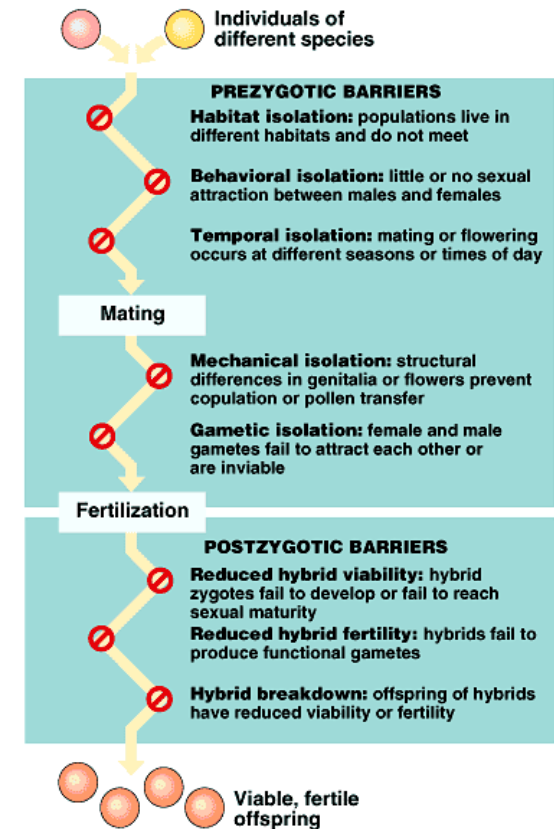 Individuals of
different species
PREZYGOTIC BARRIERS
Habitat isolation: populations live in
different habitats and do not meet
Behavioral isolation: little or no sexual
attraction between males and females
Temporal isolation: mating or flowering
occurs at different seasons or times of day
Mating
Mechanical isolation: structural
differences in genitalia or flowers prevent
copulation or pollen transfer
Gametic isolation: female and male
gametes fail to attract each other or
are inviable
Fertilization
POSTZYGOTIC BARRIERS
Reduced hybrid viability: hybrid
zygotes fail to develop or fail to reach
sexual maturity
Reduced hybrid fertility: hybrids fail to
produce functional gametes
Hybrid breakdown: offspring of hybrids
have reduced viability or fertility
Viable, fertile
offspring